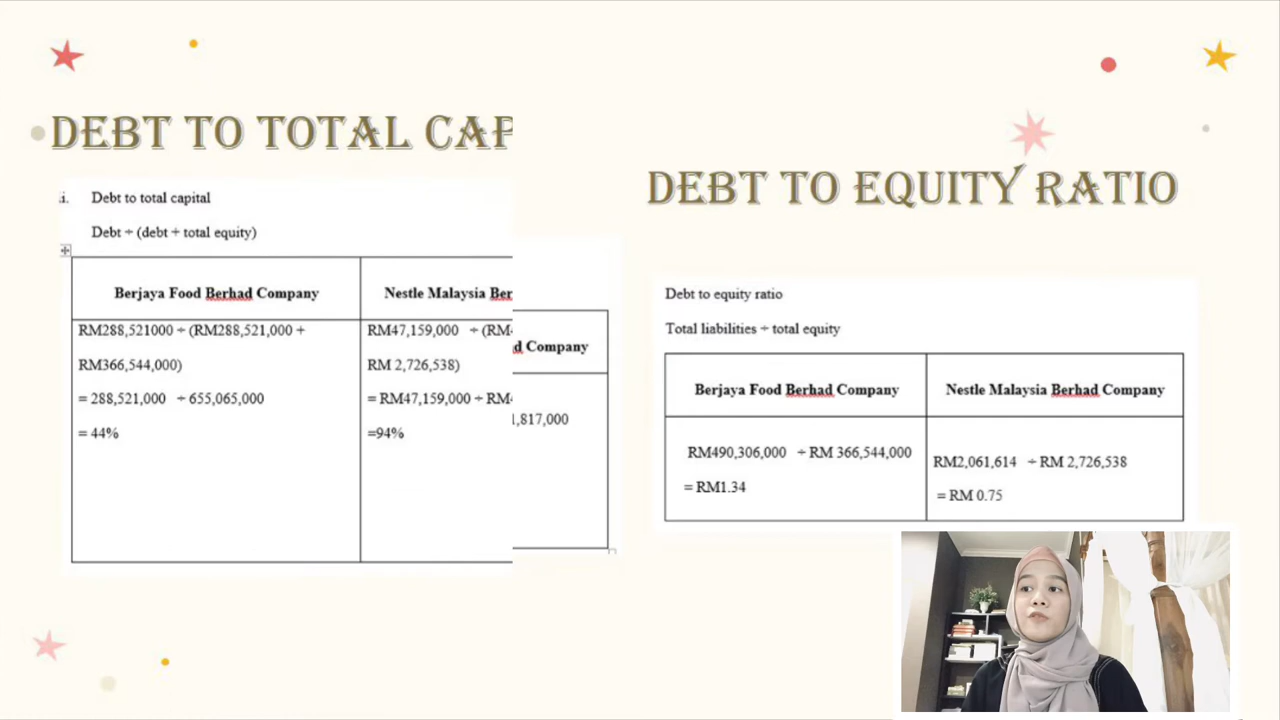 DEBT TO TOTAL CAP
i. Debt to total capital
Debt ÷ (debt + total equity)
Berjaya Food Berhad Company
Nestle Malaysia Ber
RM288,521000 ÷ (RM288,521,000 +
RM366,544,000)
= 288,521,000 ÷ 655,065,000
= 44%
RM47,159,000 ÷ (RM4
RM 2,726,538)
= RM47,159,000 ÷ RM4
=94%
d Company
1,817,000
DEBT TO EQUITY RATIO
Debt to equity ratio
Total liabilities ÷ total equity
Berjaya Food Berhad Company
Nestle Malaysia Berhad Company
RM490,306,000 ÷ RM 366,544,000
= RM1.34
RM2,061,614 ÷ RM 2,726,538
= RM 0.75